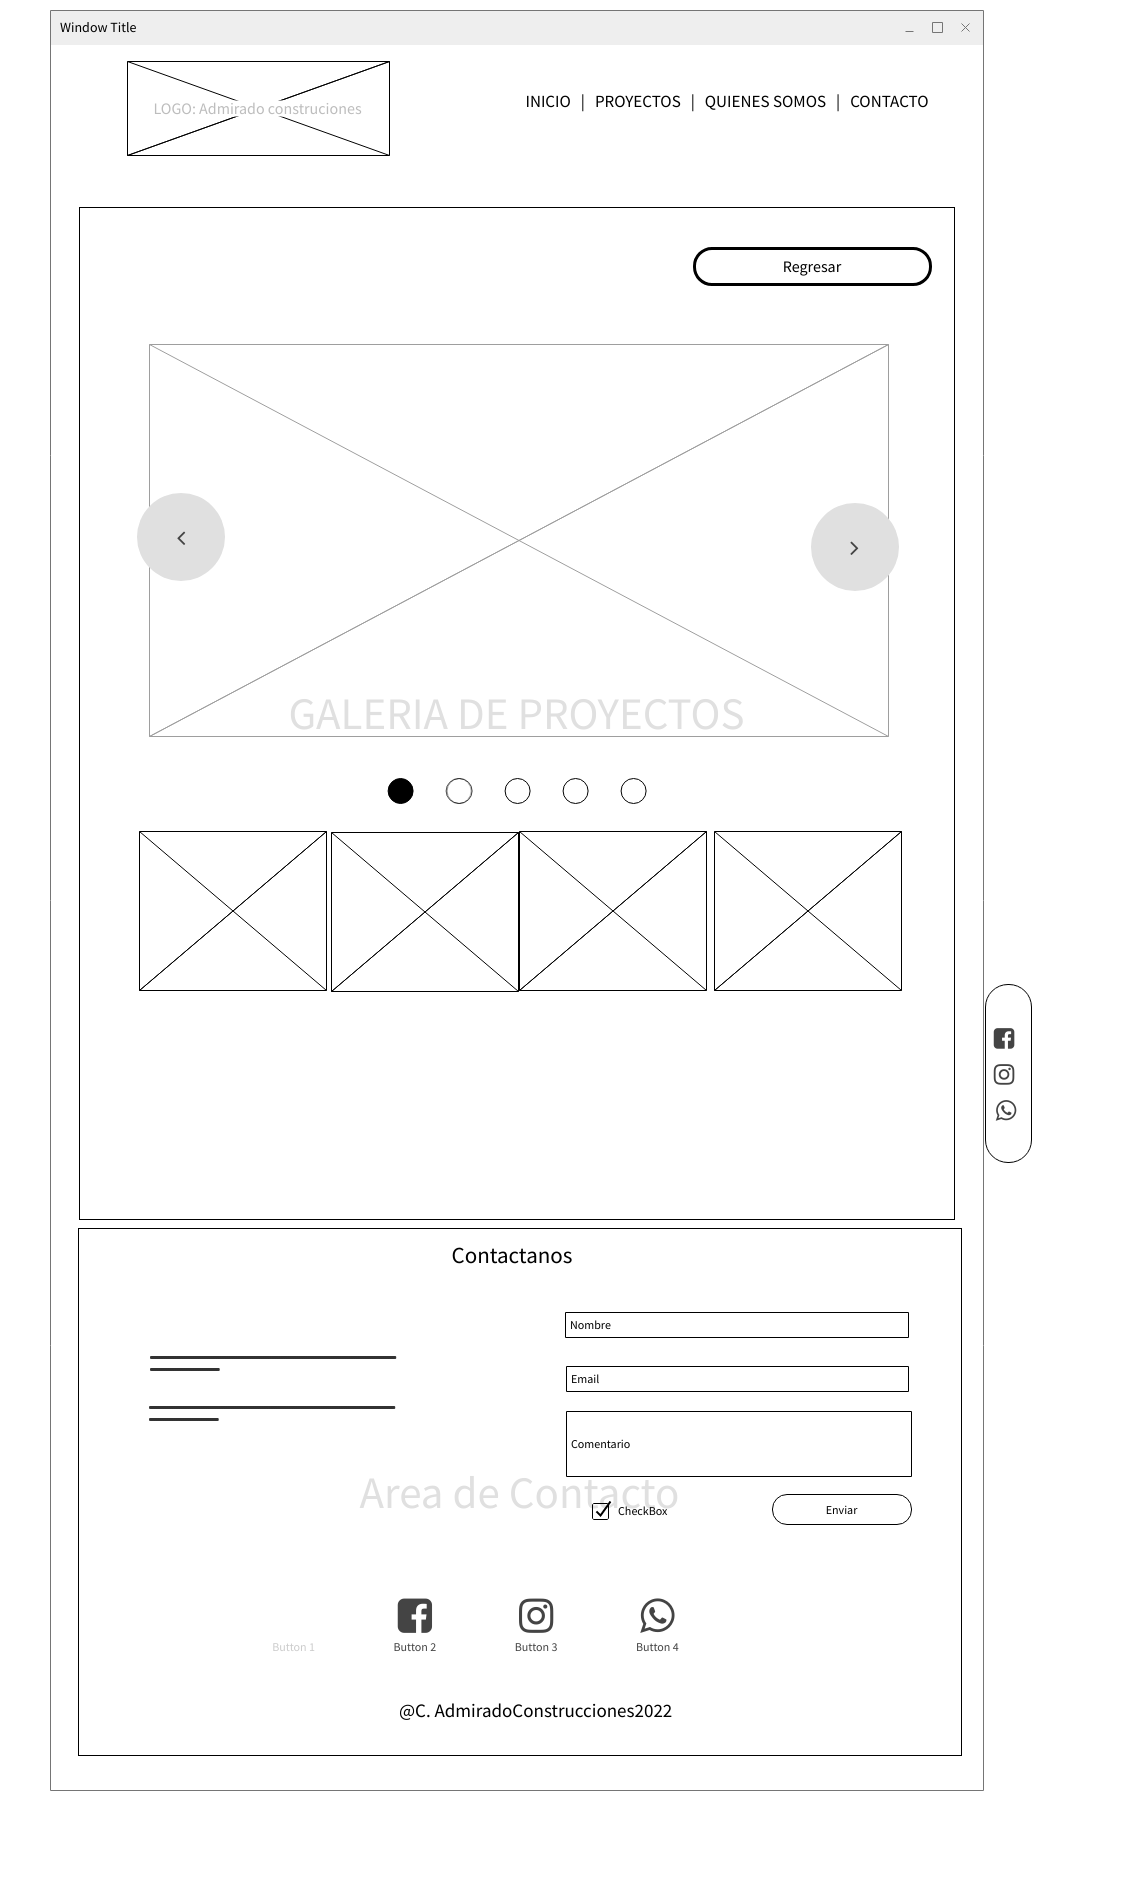 Window Title
LOGO: Admirado construciones
INICIO | PROYECTOS | QUIENES SOMOS | CONTACTO
Regresar
GALERIA DE PROYECTOS
Contactanos
Nombre
Email
Comentario
Area de Contacto
CheckBox
Enviar
Button 1
Button 2
Button 3
Button 4
@C. AdmiradoConstrucciones2022